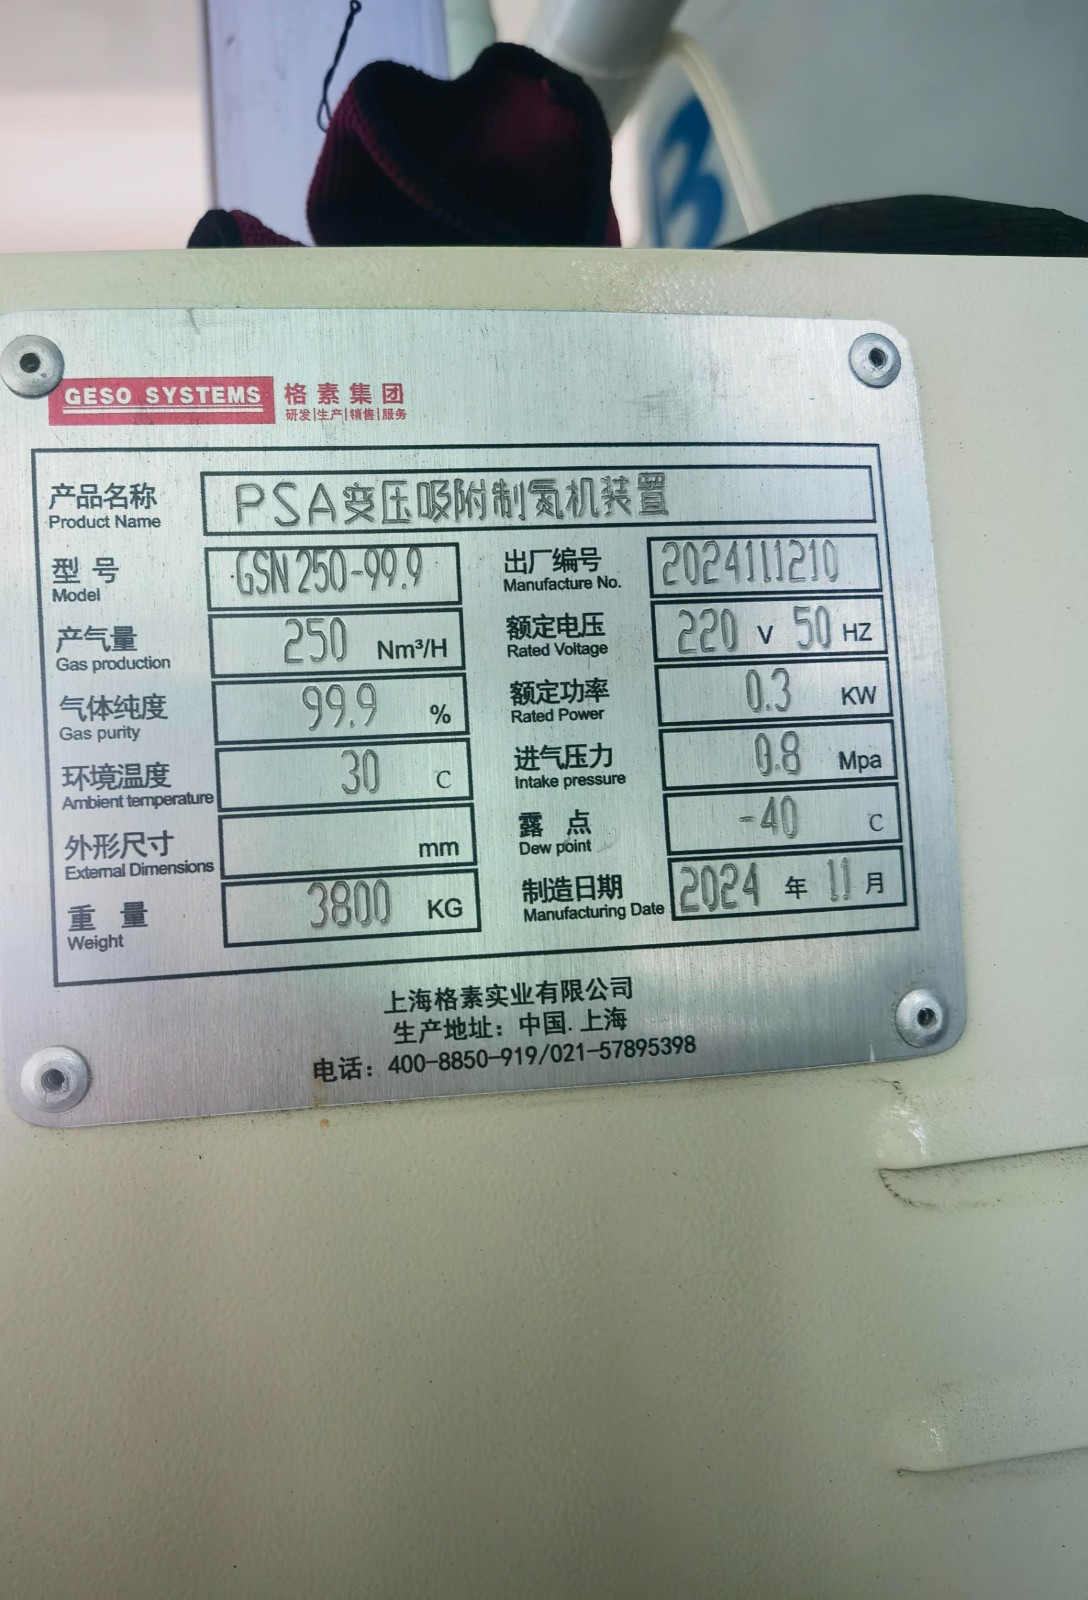 GESO SYSTEMS 格素集团
研发|生产|销售|服务
产品名称 PSA变压吸附制氮机装置
Product Name
型号 GSN250-99.9 出厂编号 2024111210
Model Manufacture No.
产气量 250 Nm³/H 额定电压 220 V 50 HZ
Gas production Rated Voltage
气体纯度 99.9 % 额定功率 0.3 KW
Gas purity Rated Power
环境温度 30 C 进气压力 0.8 Mpa
Ambient temperature Intake pressure
外形尺寸 mm 露点 -40 C
External Dimensions Dew point
重量 3800 KG 制造日期 2024 年 11 月
Weight Manufacturing Date
上海格素实业有限公司
生产地址：中国.上海
电话：400-8850-919/021-57895398